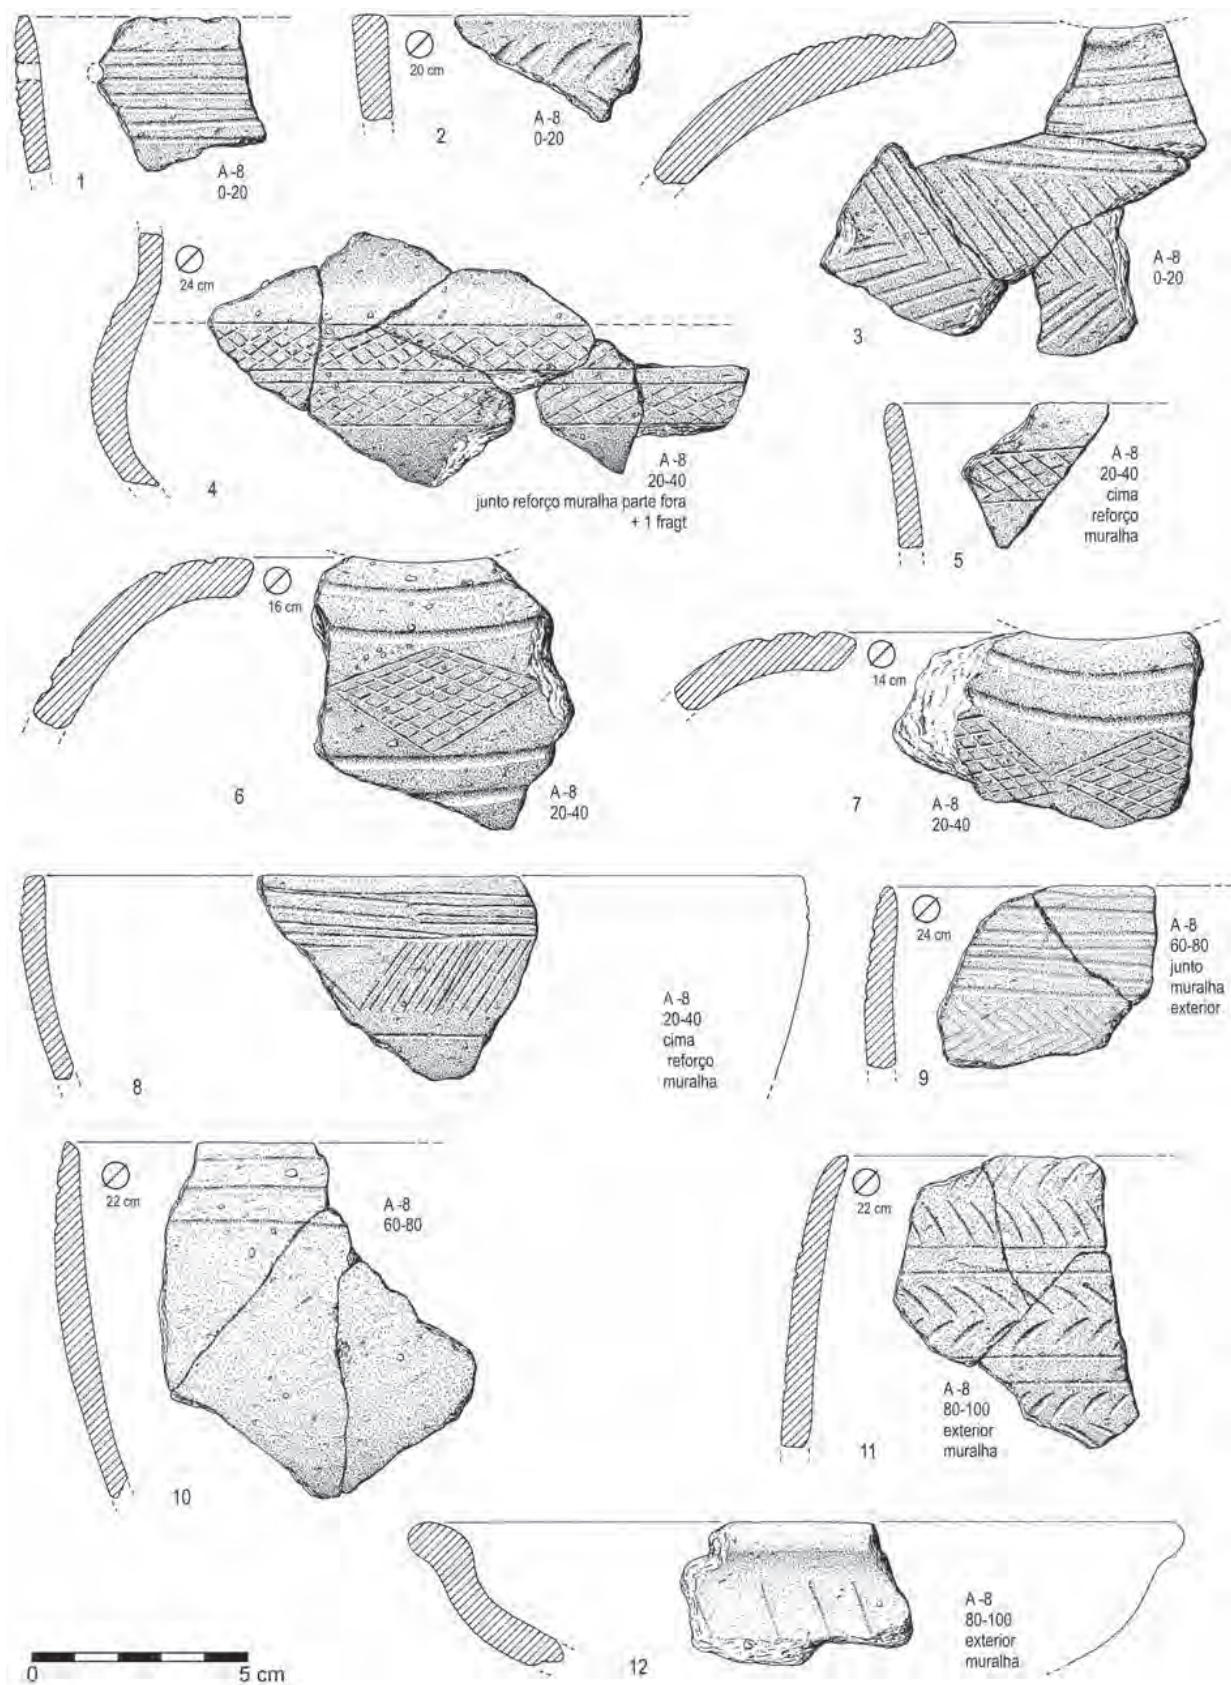 1
A -8
0-20
20 cm
2
A -8
0-20
3
A -8
0-20
24 cm
4
A -8
20-40
junto reforço muralha parte fora
+ 1 fragt
5
A -8
20-40
cima
reforço
muralha
16 cm
6
A -8
20-40
14 cm
7
A -8
20-40
8
A -8
20-40
cima
reforço
muralha
24 cm
9
A -8
60-80
junto
muralha
exterior
22 cm
10
A -8
60-80
22 cm
11
A -8
80-100
exterior
muralha
12
A -8
80-100
exterior
muralha
0 5 cm